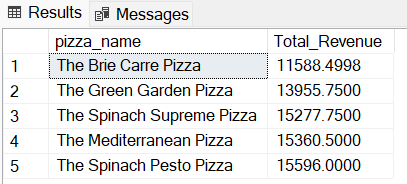 Results Messages
pizza_name Total_Revenue
1 The Brie Carre Pizza 11588.4998
2 The Green Garden Pizza 13955.7500
3 The Spinach Supreme Pizza 15277.7500
4 The Mediterranean Pizza 15360.5000
5 The Spinach Pesto Pizza 15596.0000